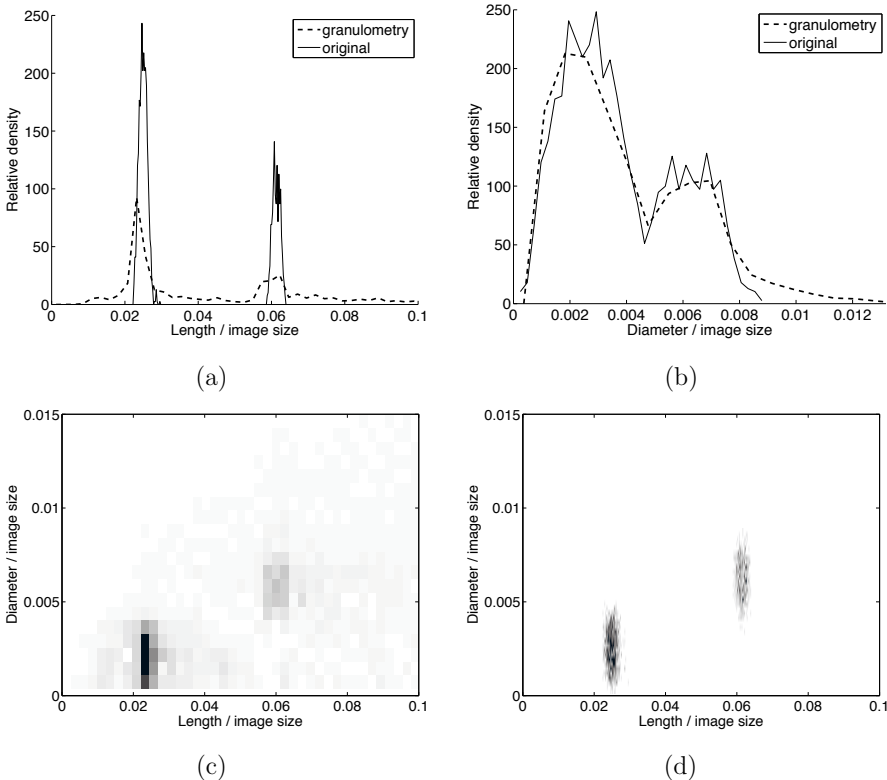 250
200
150
100
50
0
Relative density
0 0.02 0.04 0.06 0.08 0.1
Length / image size
granulometry
original
(a)
250
200
150
100
50
0
Relative density
0.002 0.004 0.006 0.008 0.01 0.012
Diameter / image size
granulometry
original
(b)
0.015
0.01
0.005
0
Diameter / image size
0 0.02 0.04 0.06 0.08 0.1
Length / image size
(c)
0.015
0.01
0.005
0
Diameter / image size
0 0.02 0.04 0.06 0.08 0.1
Length / image size
(d)